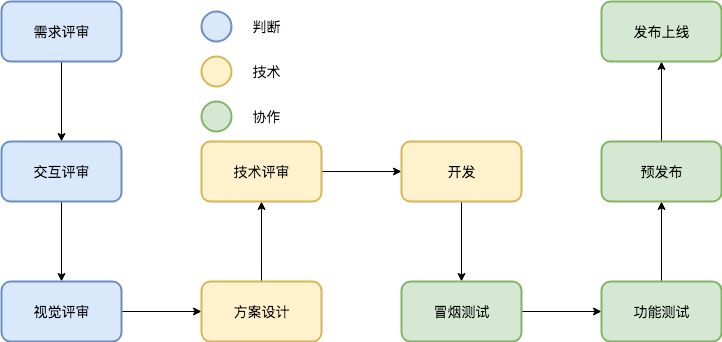 需求评审
判断
发布上线
技术
协作
交互评审
技术评审
开发
预发布
视觉评审
方案设计
冒烟测试
功能测试